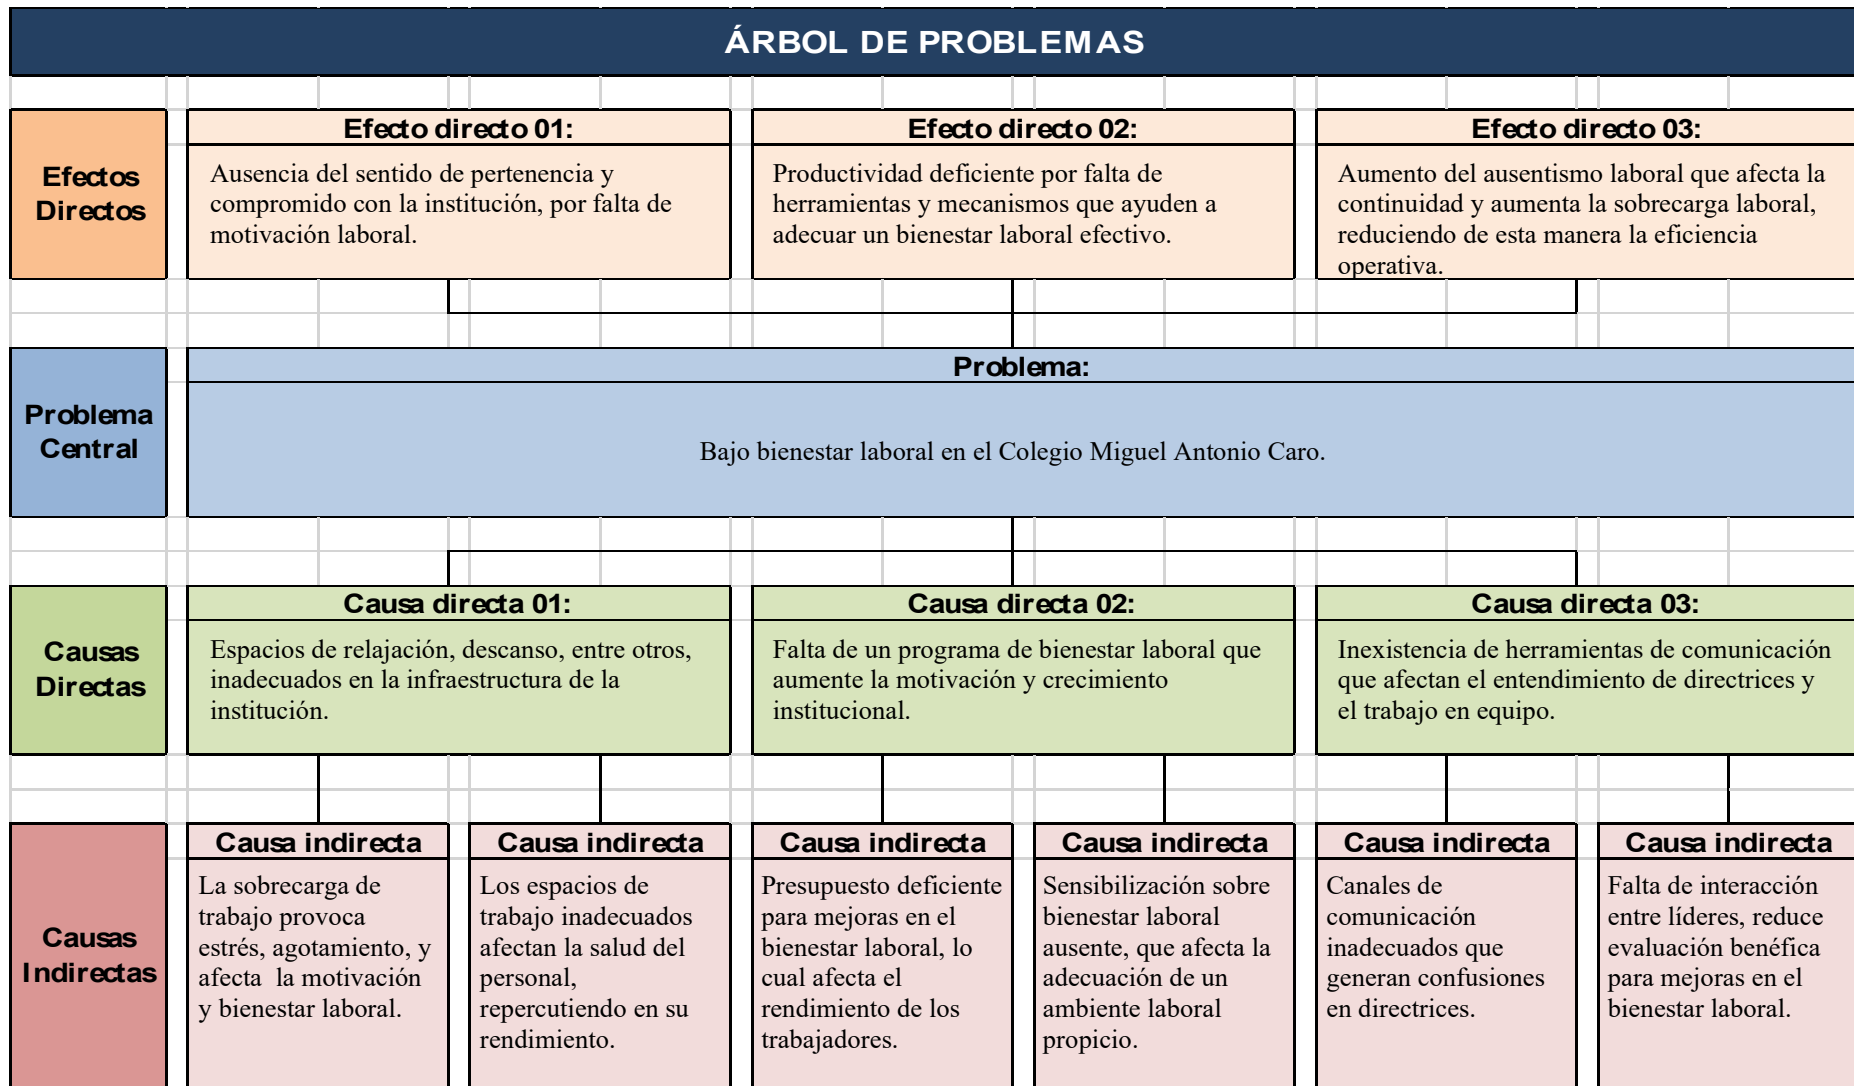 ÁRBOL DE PROBLEMAS
Efectos
Directos
Efecto directo 01:
Ausencia del sentido de pertenencia y
compromido con la institución, por falta de
motivación laboral.
Efecto directo 02:
Productividad deficiente por falta de
herramientas y mecanismos que ayuden a
adecuar un bienestar laboral efectivo.
Efecto directo 03:
Aumento del ausentismo laboral que afecta la
continuidad y aumenta la sobrecarga laboral,
reduciendo de esta manera la eficiencia
operativa.
Problema
Central
Problema:
Bajo bienestar laboral en el Colegio Miguel Antonio Caro.
Causas
Directas
Causa directa 01:
Espacios de relajación, descanso, entre otros,
inadecuados en la infraestructura de la
institución.
Causa directa 02:
Falta de un programa de bienestar laboral que
aumente la motivación y crecimiento
institucional.
Causa directa 03:
Inexistencia de herramientas de comunicación
que afectan el entendimiento de directrices y
el trabajo en equipo.
Causas
Indirectas
Causa indirecta
La sobrecarga de
trabajo provoca
estrés, agotamiento, y
afecta  la motivación
y bienestar laboral.
Causa indirecta
Los espacios de
trabajo inadecuados
afectan la salud del
personal,
repercutiendo en su
rendimiento.
Causa indirecta
Presupuesto deficiente
para mejoras en el
bienestar laboral, lo
cual afecta el
rendimiento de los
trabajadores.
Causa indirecta
Sensibilización sobre
bienestar laboral
ausente, que afecta la
adecuación de un
ambiente laboral
propicio.
Causa indirecta
Canales de
comunicación
inadecuados que
generan confusiones
en directrices.
Causa indirecta
Falta de interacción
entre líderes, reduce
evaluación benéfica
para mejoras en el
bienestar laboral.